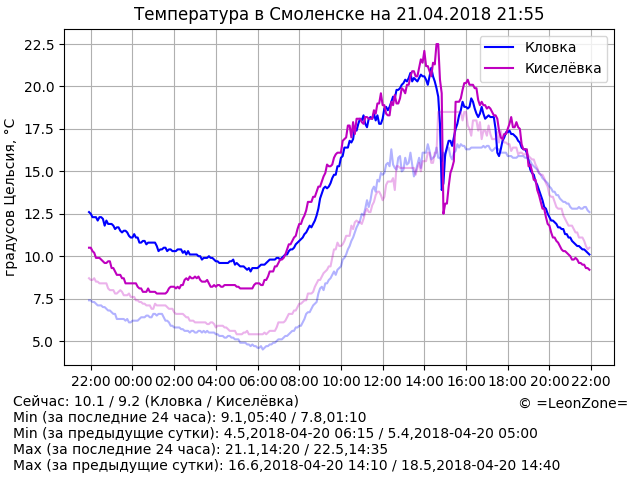 Температура в Смоленске на 21.04.2018 21:55
градусов Цельсия, °C
22.5
20.0
17.5
15.0
12.5
10.0
7.5
5.0
Кловка
Киселёвка
22:00 00:00 02:00 04:00 06:00 08:00 10:00 12:00 14:00 16:00 18:00 20:00 22:00
Сейчас: 10.1 / 9.2 (Кловка / Киселёвка)
© =LeonZone=
Min (за последние 24 часа): 9.1,05:40 / 7.8,01:10
Min (за предыдущие сутки): 4.5,2018-04-20 06:15 / 5.4,2018-04-20 05:00
Max (за последние 24 часа): 21.1,14:20 / 22.5,14:35
Max (за предыдущие сутки): 16.6,2018-04-20 14:10 / 18.5,2018-04-20 14:40